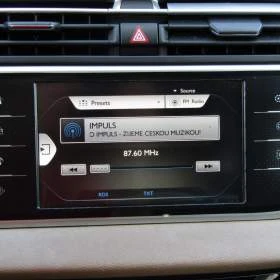 Source
Presets
FM Radio
IMPULS
O IMPULS - ZIJEME CESKOU MUZIKOU!
87.60 MHz
RDS
TXT